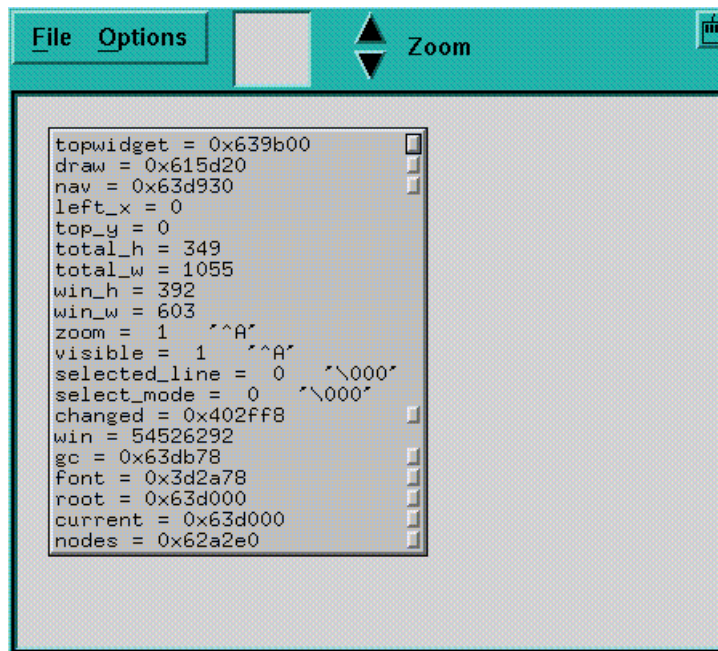 File Options
Zoom
topwidget = 0x639b00
draw = 0x615d20
nav = 0x63d930
left_x = 0
top_y = 0
total_h = 349
total_w = 1055
win_h = 392
win_w = 603
zoom =  1   "^A"
visible =  1   "^A"
selected_line =  0   "\000"
select_mode =  0   "\000"
changed = 0x402ff8
win = 54526292
gc = 0x63db78
font = 0x3d2a78
root = 0x63d000
current = 0x63d000
nodes = 0x62a2e0